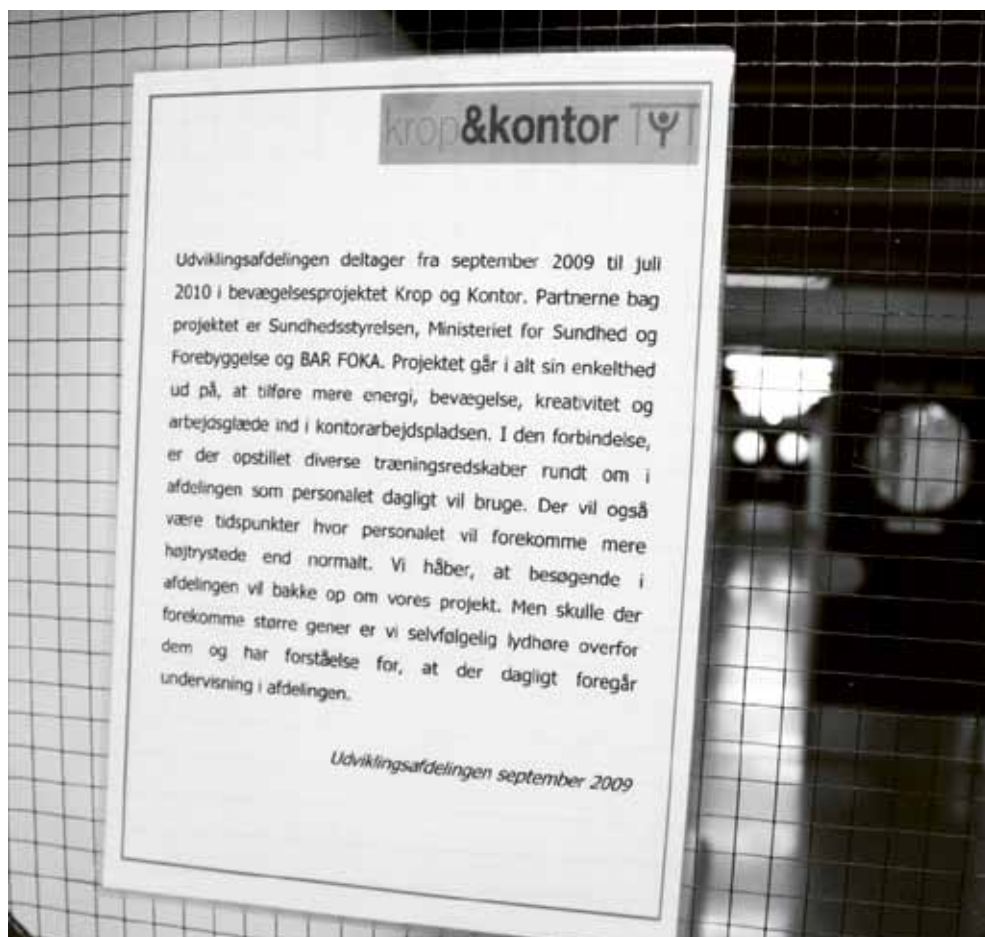 krop&kontor
Udviklingsafdelingen deltager fra september 2009 til juli
2010 i bevægelsesprojektet Krop og Kontor. Partnerne bag
projektet er Sundhedsstyrelsen, Ministeriet for Sundhed og
Forebyggelse og BAR FOKA. Projektet går i alt sin enkelthed
ud på, at tilføre mere energi, bevægelse, kreativitet og
arbejdsglæde ind i kontorarbejdspladsen. I den forbindelse,
er der opstillet diverse træningsredskaber rundt om i
afdelingen som personalet dagligt vil bruge. Der vil også
være tidspunkter hvor personalet vil forekomme mere
højtrystede end normalt. Vi håber, at besøgende i
afdelingen vil bakke op om vores projekt. Men skulle der
forekomme større gener er vi selvfølgelig lydhøre overfor
dem og har forståelse for, at der dagligt foregår
undervisning i afdelingen.
Udviklingsafdelingen september 2009